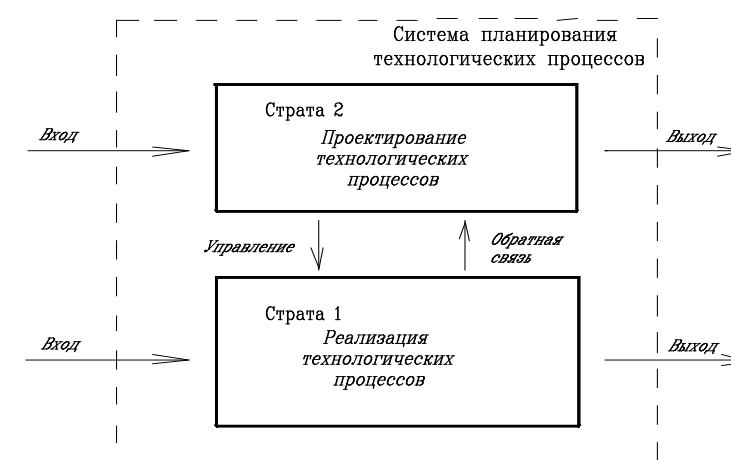 Система планирования
технологических процессов
Страта 2
Проектирование
технологических
процессов
Вход
Выход
Управление
Обратная
связь
Страта 1
Реализация
технологических
процессов
Вход
Выход